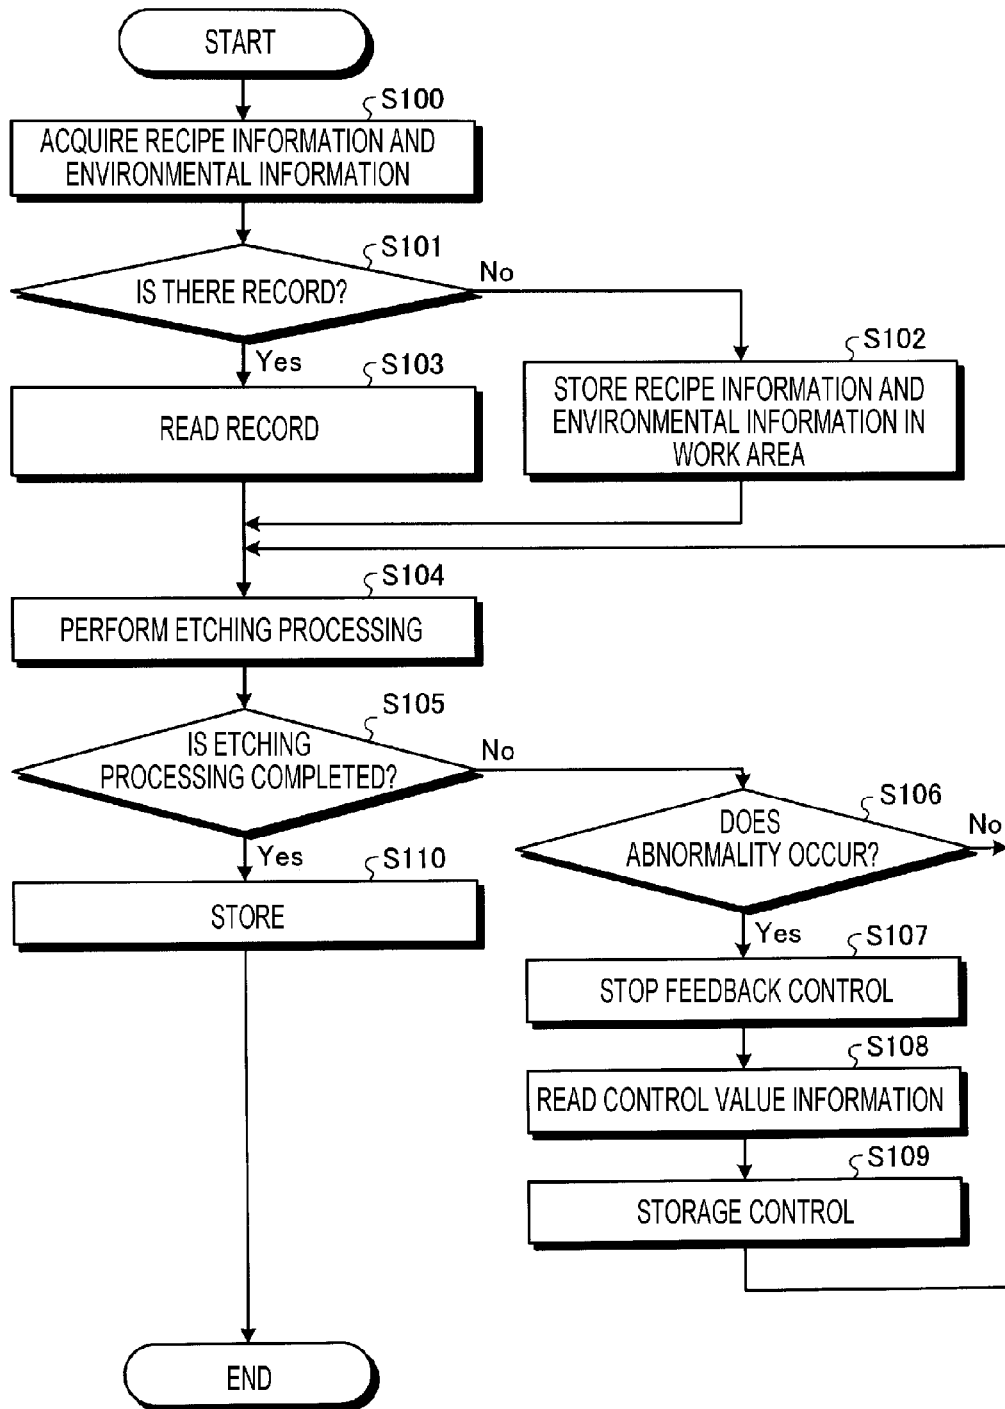 START
S100
ACQUIRE RECIPE INFORMATION AND
ENVIRONMENTAL INFORMATION
S101
IS THERE RECORD?
No
Yes
S102
STORE RECIPE INFORMATION AND
ENVIRONMENTAL INFORMATION IN
WORK AREA
S103
READ RECORD
S104
PERFORM ETCHING PROCESSING
S105
IS ETCHING
PROCESSING COMPLETED?
No
Yes
S106
DOES
ABNORMALITY OCCUR?
No
Yes
S110
STORE
S107
STOP FEEDBACK CONTROL
S108
READ CONTROL VALUE INFORMATION
S109
STORAGE CONTROL
END